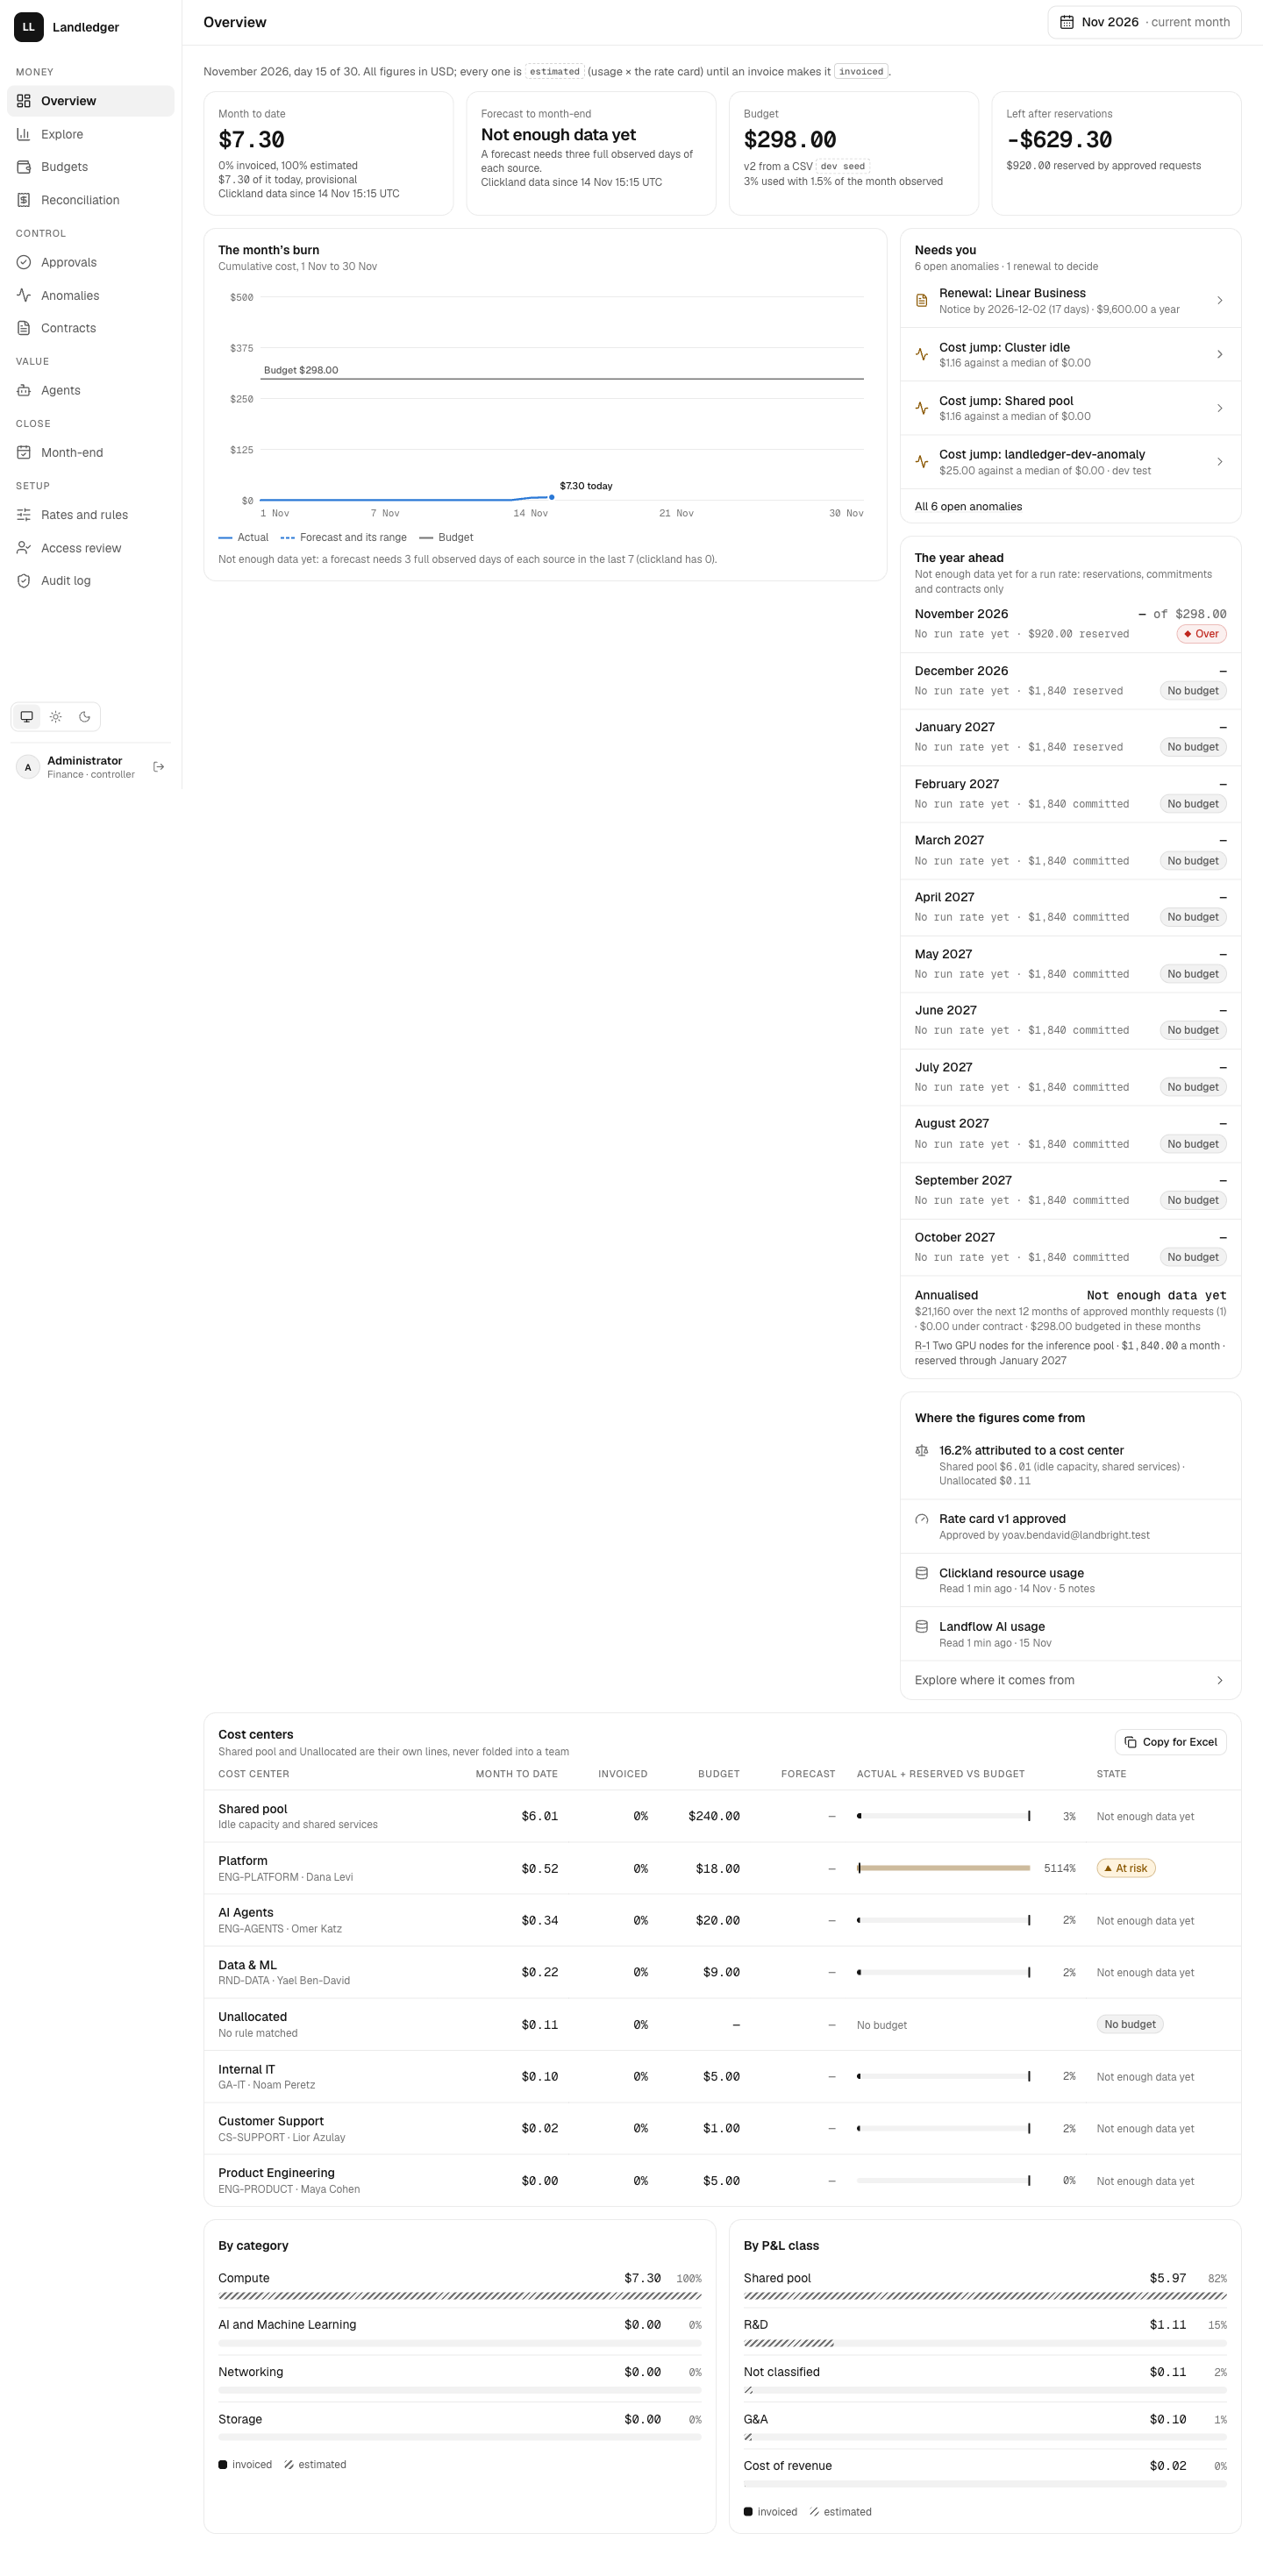 LL
Landledger
MONEY
Overview
Explore
Budgets
Reconciliation
CONTROL
Approvals
Anomalies
Contracts
VALUE
Agents
CLOSE
Month-end
SETUP
Rates and rules
Access review
Audit log
A
Administrator
Finance · controller
Overview
Nov 2026 · current month
November 2026, day 15 of 30. All figures in USD; every one is estimated (usage × the rate card) until an invoice makes it invoiced.
Month to date
$7.30
0% invoiced, 100% estimated
$7.30 of it today, provisional
Clickland data since 14 Nov 15:15 UTC
Forecast to month-end
Not enough data yet
A forecast needs three full observed days of
each source.
Clickland data since 14 Nov 15:15 UTC
Budget
$298.00
v2 from a CSV dev seed
3% used with 1.5% of the month observed
Left after reservations
-$629.30
$920.00 reserved by approved requests
The month's burn
Cumulative cost, 1 Nov to 30 Nov
$500
$375
Budget $298.00
$250
$125
$7.30 today
$0
1 Nov 7 Nov 14 Nov 21 Nov 30 Nov
Actual Forecast and its range Budget
Not enough data yet: a forecast needs 3 full observed days of each source in the last 7 (clickland has 0).
Needs you
6 open anomalies · 1 renewal to decide
Renewal: Linear Business
Notice by 2026-12-02 (17 days) · $9,600.00 a year
Cost jump: Cluster idle
$1.16 against a median of $0.00
Cost jump: Shared pool
$1.16 against a median of $0.00
Cost jump: landledger-dev-anomaly
$25.00 against a median of $0.00 · dev test
All 6 open anomalies
The year ahead
Not enough data yet for a run rate: reservations, commitments
and contracts only
November 2026 – of $298.00
No run rate yet · $920.00 reserved Over
December 2026 –
No run rate yet · $1,840 reserved No budget
January 2027 –
No run rate yet · $1,840 reserved No budget
February 2027 –
No run rate yet · $1,840 committed No budget
March 2027 –
No run rate yet · $1,840 committed No budget
April 2027 –
No run rate yet · $1,840 committed No budget
May 2027 –
No run rate yet · $1,840 committed No budget
June 2027 –
No run rate yet · $1,840 committed No budget
July 2027 –
No run rate yet · $1,840 committed No budget
August 2027 –
No run rate yet · $1,840 committed No budget
September 2027 –
No run rate yet · $1,840 committed No budget
October 2027 –
No run rate yet · $1,840 committed No budget
Annualised Not enough data yet
$21,160 over the next 12 months of approved monthly requests (1)
· $0.00 under contract · $298.00 budgeted in these months
R-1 Two GPU nodes for the inference pool · $1,840.00 a month ·
reserved through January 2027
Where the figures come from
16.2% attributed to a cost center
Shared pool $6.01 (idle capacity, shared services) ·
Unallocated $0.11
Rate card v1 approved
Approved by yoav.bendavid@landbright.test
Clickland resource usage
Read 1 min ago · 14 Nov · 5 notes
Landflow AI usage
Read 1 min ago · 15 Nov
Explore where it comes from
Cost centers
Shared pool and Unallocated are their own lines, never folded into a team
Copy for Excel
COST CENTER MONTH TO DATE INVOICED BUDGET FORECAST ACTUAL + RESERVED VS BUDGET STATE
Shared pool
Idle capacity and shared services
$6.01 0% $240.00 – 3% Not enough data yet
Platform
ENG-PLATFORM · Dana Levi
$0.52 0% $18.00 – 5114% At risk
AI Agents
ENG-AGENTS · Omer Katz
$0.34 0% $20.00 – 2% Not enough data yet
Data & ML
RND-DATA · Yael Ben-David
$0.22 0% $9.00 – 2% Not enough data yet
Unallocated
No rule matched
$0.11 0% – – No budget No budget
Internal IT
GA-IT · Noam Peretz
$0.10 0% $5.00 – 2% Not enough data yet
Customer Support
CS-SUPPORT · Lior Azulay
$0.02 0% $1.00 – 2% Not enough data yet
Product Engineering
ENG-PRODUCT · Maya Cohen
$0.00 0% $5.00 – 0% Not enough data yet
By category
Compute $7.30 100%
AI and Machine Learning $0.00 0%
Networking $0.00 0%
Storage $0.00 0%
invoiced estimated
By P&L class
Shared pool $5.97 82%
R&D $1.11 15%
Not classified $0.11 2%
G&A $0.10 1%
Cost of revenue $0.02 0%
invoiced estimated